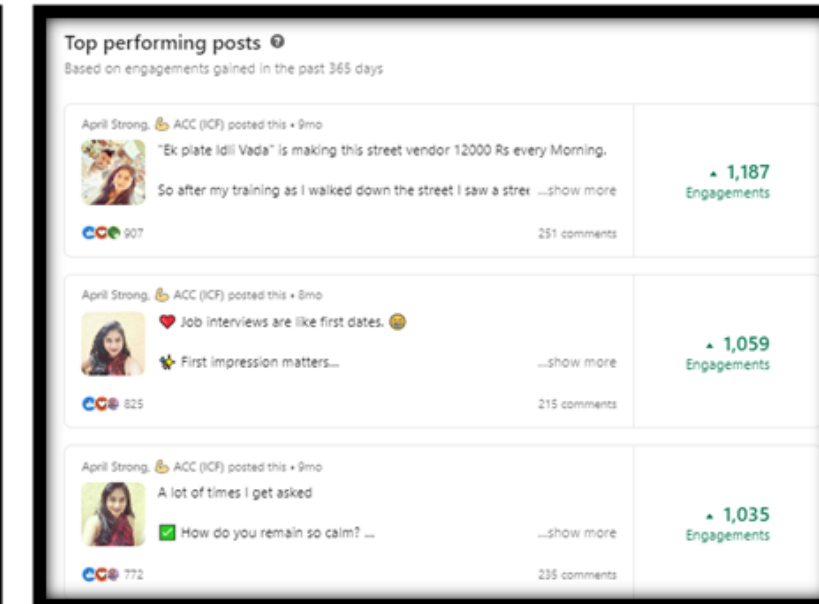 Top performing posts ?
Based on engagements gained in the past 365 days
April Strong, 💪 ACC (ICF) posted this • 9mo
"Ek plate Idli Vada" is making this street vendor 12000 Rs every Morning.
So after my training as I walked down the street I saw a stree ...show more
907
251 comments
▲ 1,187
Engagements
April Strong, 💪 ACC (ICF) posted this • 8mo
❤️ Job interviews are like first dates. 😂
✨ First impression matters...
...show more
825
215 comments
▲ 1,059
Engagements
April Strong, 💪 ACC (ICF) posted this • 9mo
A lot of times I get asked
✅ How do you remain so calm? ...
...show more
772
235 comments
▲ 1,035
Engagements